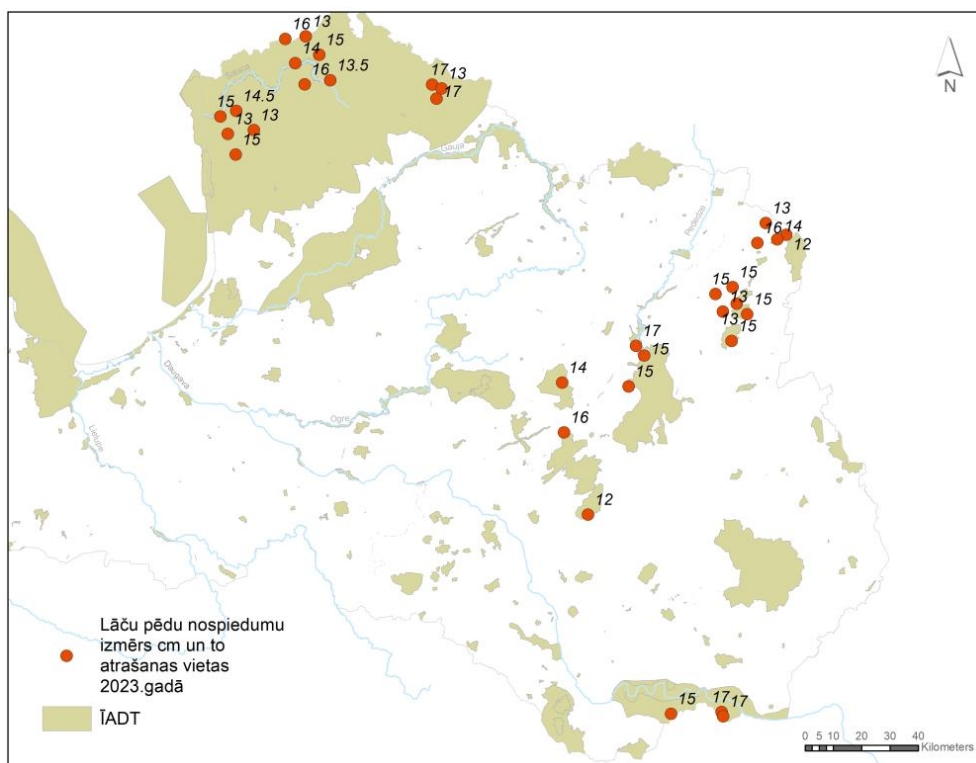 16 13
14 15
16 13.5
17 13
17
15 14.5
13 13
15
Salaca
Gauja
Pededze
13
16 14
12
15 15
13 15
13 15
17
15
15
14
16
12
Daugava
Ogre
Lielupe
N
Lāču pēdu nospiedumu
izmērs cm un to
atrašanas vietas
2023.gadā
ĪADT
15 17 17
0 5 10 20 30 40
Kilometers